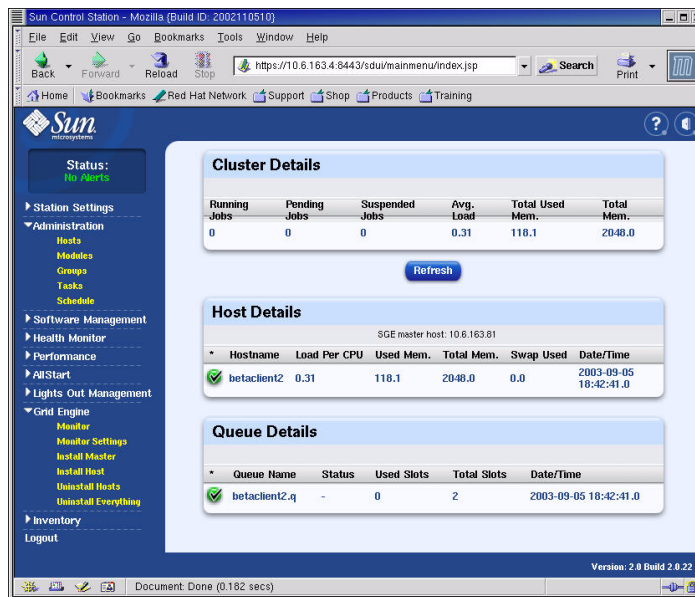 Sun Control Station - Mozilla {Build ID: 2002110510}
File Edit View Go Bookmarks Tools Window Help
Back Forward Reload Stop https://10.6.163.4:8443/sdui/mainmenu/index.jsp Search Print
Home Bookmarks Red Hat Network Support Shop Products Training
Sun
microsystems
Status:
No Alerts
Station Settings
Administration
Hosts
Modules
Groups
Tasks
Schedule
Software Management
Health Monitor
Performance
AllStart
Lights Out Management
Grid Engine
Monitor
Monitor Settings
Install Master
Install Host
Uninstall Hosts
Uninstall Everything
Inventory
Logout
Cluster Details
Running Jobs Pending Jobs Suspended Jobs Avg. Load Total Used Mem. Total Mem.
0 0 0 0.31 118.1 2048.0
Refresh
Host Details
SGE master host: 10.6.163.81
* Hostname Load Per CPU Used Mem. Total Mem. Swap Used Date/Time
betaclient2 0.31 118.1 2048.0 0.0 2003-09-05 18:42:41.0
Queue Details
* Queue Name Status Used Slots Total Slots Date/Time
betaclient2.q - 0 2 2003-09-05 18:42:41.0
Version: 2.0 Build 2.0.22
Document: Done (0.182 secs)